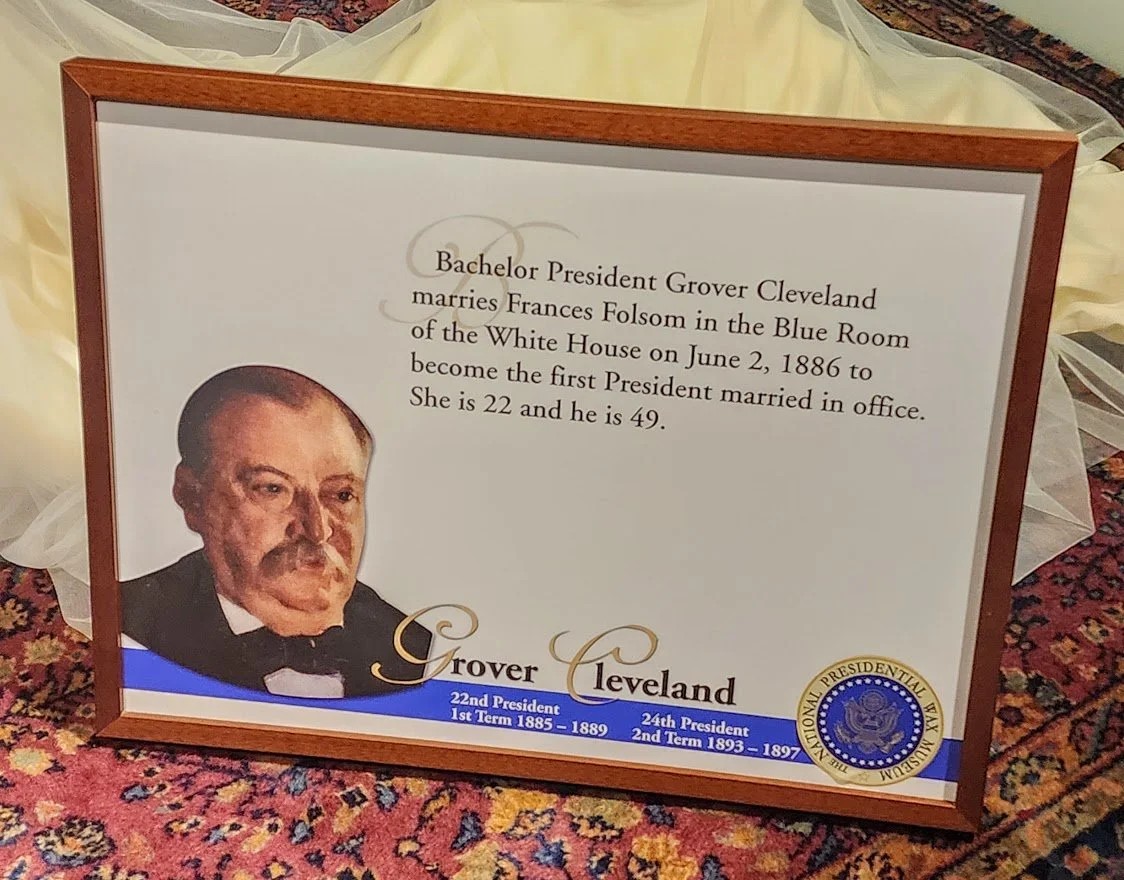 Bachelor President Grover Cleveland
marries Frances Folsom in the Blue Room
of the White House on June 2, 1886 to
become the first President married in office.
She is 22 and he is 49.
Grover Cleveland
22nd President
1st Term 1885 – 1889
24th President
2nd Term 1893 – 1897
THE NATIONAL PRESIDENTIAL WAX MUSEUM